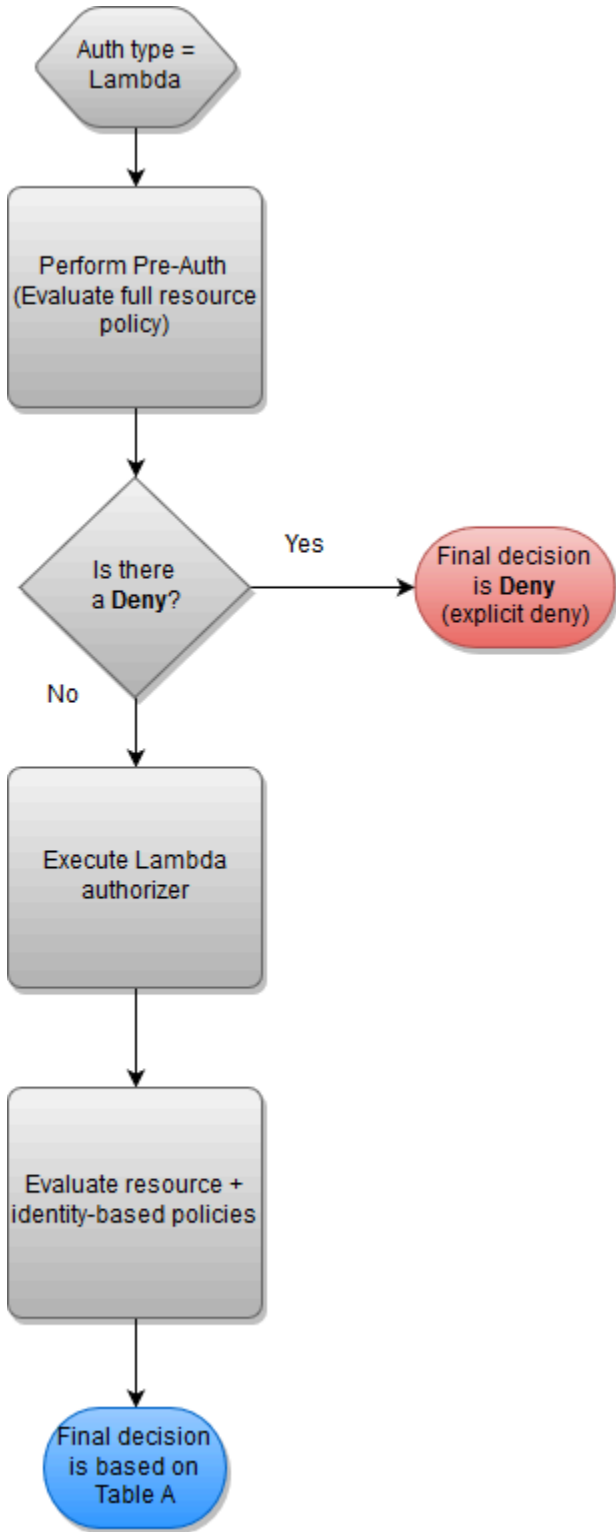 Auth type =
Lambda
Perform Pre-Auth
(Evaluate full resource
policy)
Is there
a Deny?
Yes
Final decision
is Deny
(explicit deny)
No
Execute Lambda
authorizer
Evaluate resource +
identity-based policies
Final decision
is based on
Table A